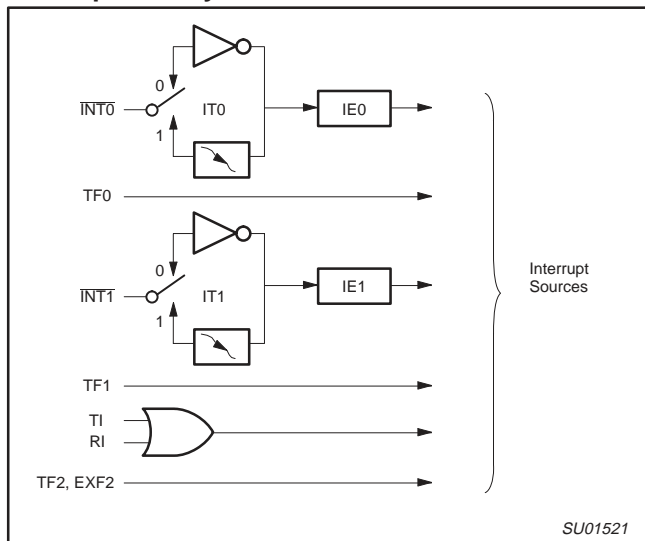 0
INT0
IT0
IE0
1
TF0
0
INT1
IT1
IE1
1
Interrupt
Sources
TF1
TI
RI
TF2, EXF2
SU01521